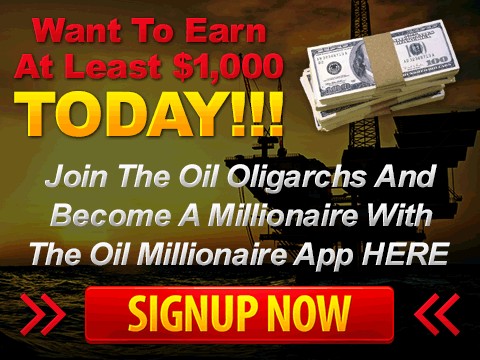 Want To Earn
At Least $1,000
TODAY!!!
100
Join The Oil Oligarchs And
Become A Millionaire With
The Oil Millionaire App HERE
SIGNUP NOW